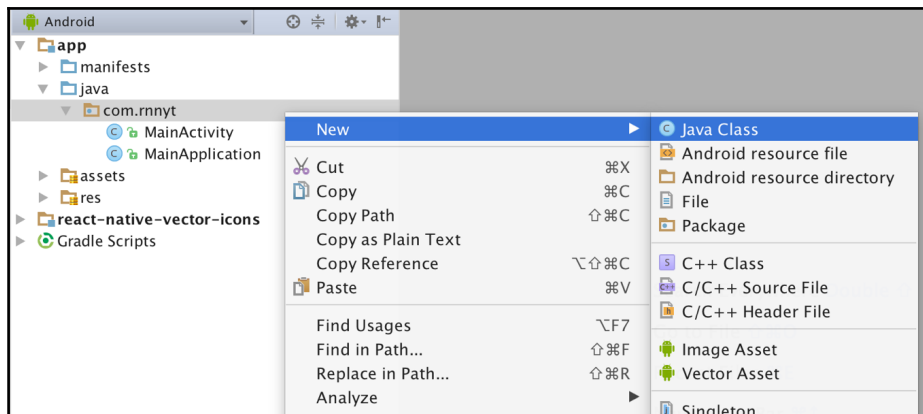 Android
app
manifests
java
com.rnnyt
MainActivity
MainApplication
assets
res
react-native-vector-icons
Gradle Scripts
New
Cut ⌘X
Copy ⌘C
Copy Path ⇧⌘C
Copy as Plain Text
Copy Reference ⌥⇧⌘C
Paste ⌘V
Find Usages ⌥F7
Find in Path... ⇧⌘F
Replace in Path... ⇧⌘R
Analyze
Java Class
Android resource file
Android resource directory
File
Package
C++ Class
C/C++ Source File
C/C++ Header File
Image Asset
Vector Asset
Singleton